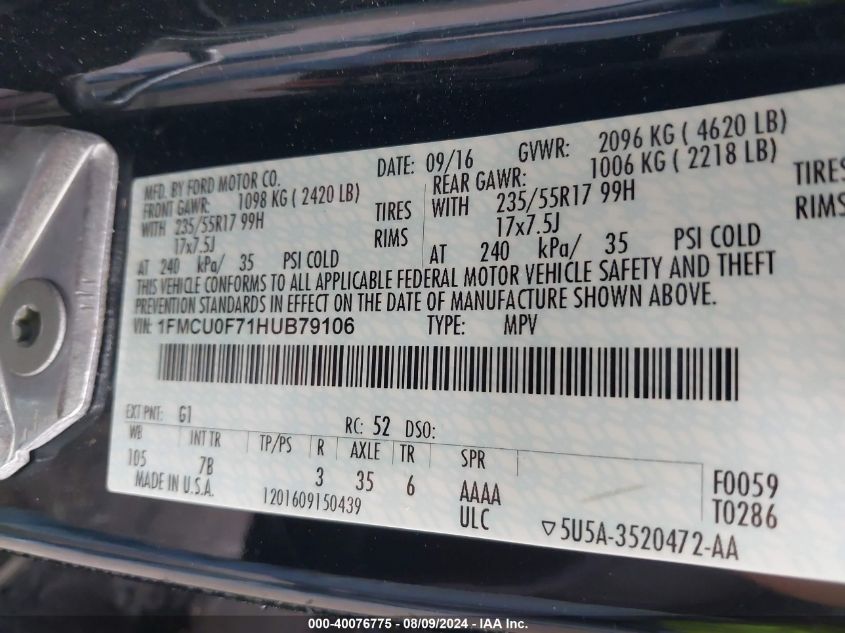 MFD. BY FORD MOTOR CO. DATE: 09/16 GVWR: 2096 KG ( 4620 LB)
FRONT GAWR: 1098 KG ( 2420 LB) REAR GAWR: 1006 KG ( 2218 LB)
WITH 235/55R17 99H TIRES WITH 235/55R17 99H TIRES
17x7.5J RIMS 17x7.5J RIMS
AT 240 kPa/ 35 PSI COLD AT 240 kPa/ 35 PSI COLD
THIS VEHICLE CONFORMS TO ALL APPLICABLE FEDERAL MOTOR VEHICLE SAFETY AND THEFT
PREVENTION STANDARDS IN EFFECT ON THE DATE OF MANUFACTURE SHOWN ABOVE.
VIN: 1FMCU0F71HUB79106 TYPE: MPV
EXT PNT: G1 RC: 52 DSO:
WB INT TR TP/PS R AXLE TR SPR
105 7B 3 35 6 AAAA F0059
MADE IN U.S.A. 1201609150439 ULC T0286
▽5U5A-3520472-AA
000-40076775 - 08/09/2024 - IAA Inc.